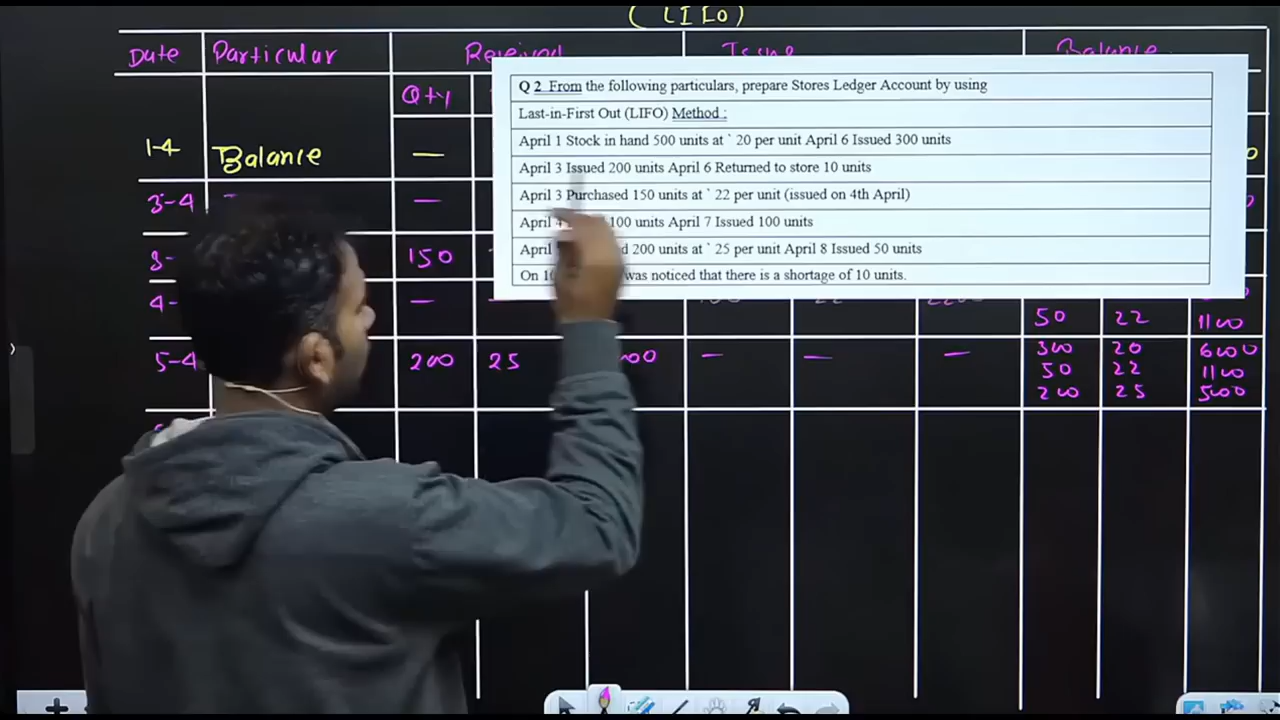 (LIFO)
Date Particular Received Issue Balance
Qty
1-4 Balance —
3-4 —
150
4- —
50 22 1100
5-4 200 25 — — — 300 20 6000
50 22 1100
200 25 5000
Q 2 From the following particulars, prepare Stores Ledger Account by using
Last-in-First Out (LIFO) Method :
April 1 Stock in hand 500 units at ` 20 per unit April 6 Issued 300 units
April 3 Issued 200 units April 6 Returned to store 10 units
April 3 Purchased 150 units at ` 22 per unit (issued on 4th April)
April 100 units April 7 Issued 100 units
April 200 units at ` 25 per unit April 8 Issued 50 units
On was noticed that there is a shortage of 10 units.